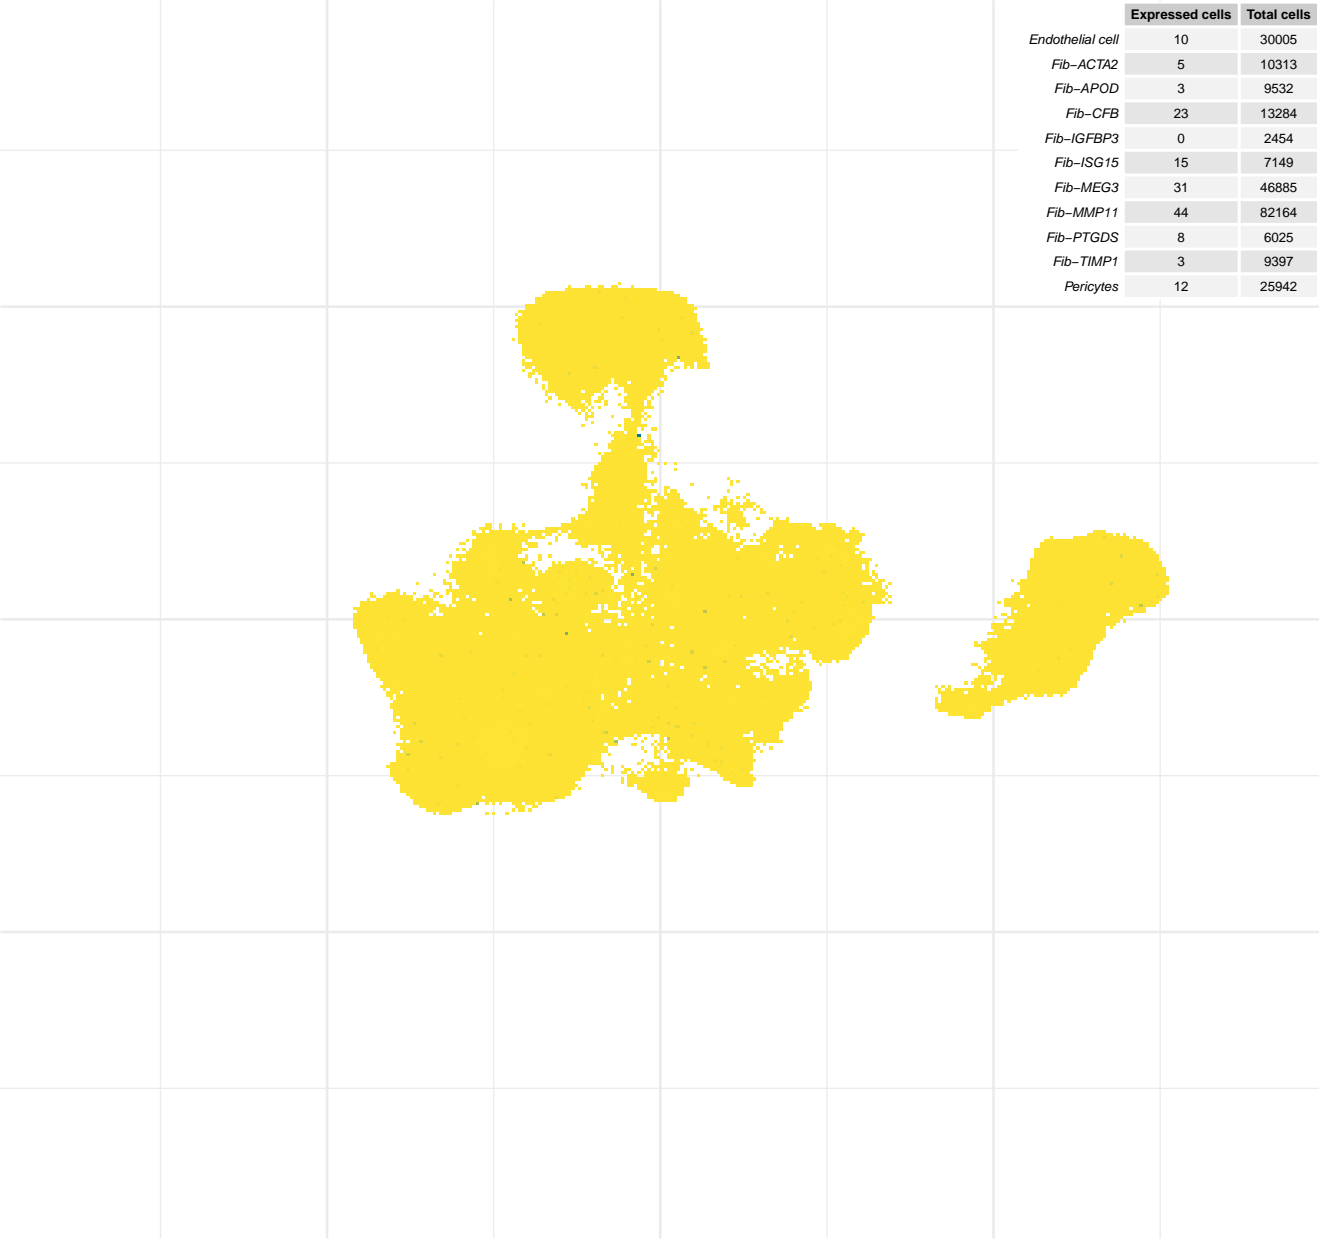 Expressed cells Total cells
Endothelial cell 10 30005
Fib−ACTA2 5 10313
Fib−APOD 3 9532
Fib−CFB 23 13284
Fib−IGFBP3 0 2454
Fib−ISG15 15 7149
Fib−MEG3 31 46885
Fib−MMP11 44 82164
Fib−PTGDS 8 6025
Fib−TIMP1 3 9397
Pericytes 12 25942